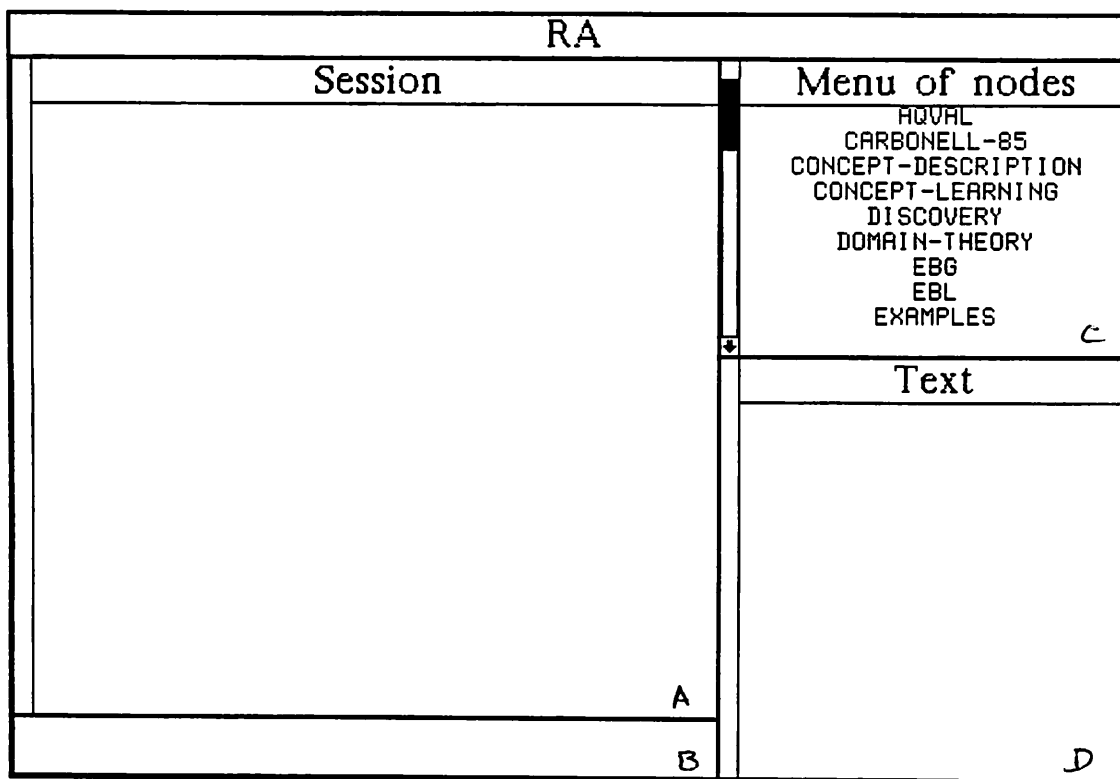 RA
Session
A
B
Menu of nodes
AQVAL
CARBONELL-85
CONCEPT-DESCRIPTION
CONCEPT-LEARNING
DISCOVERY
DOMAIN-THEORY
EBG
EBL
EXAMPLES
C
Text
D